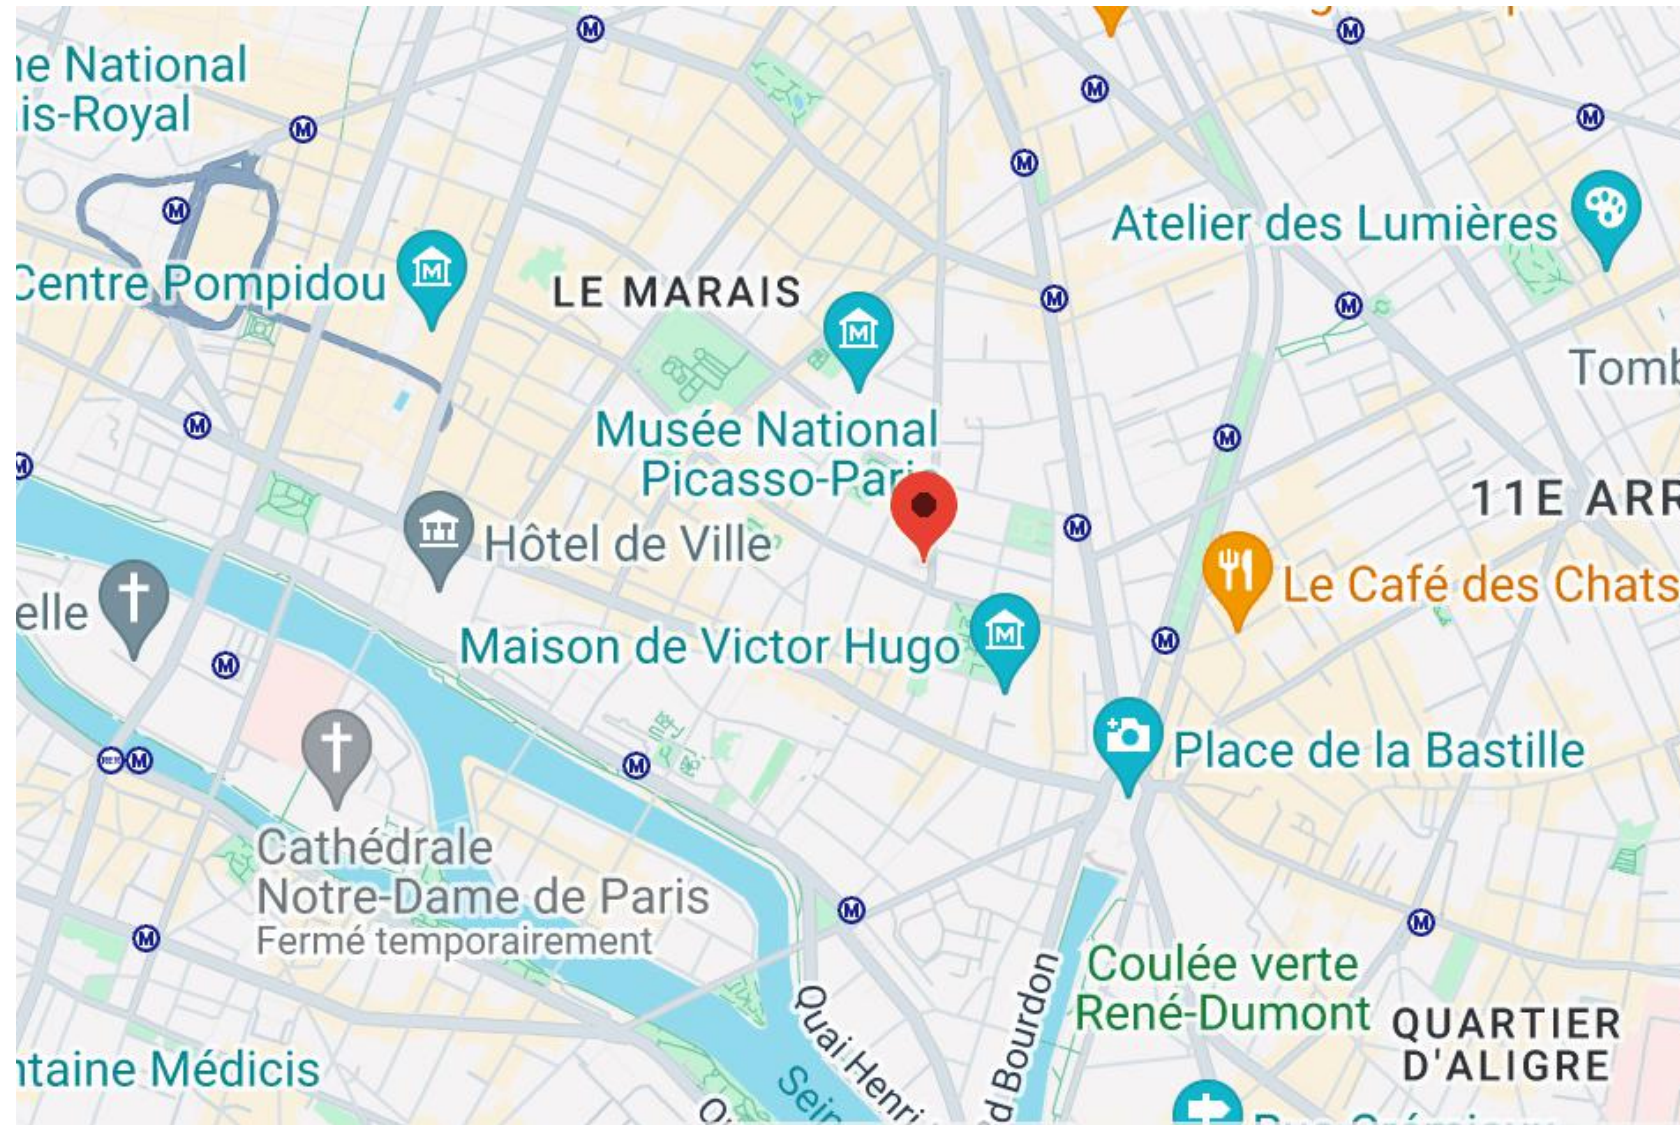 ne National
is-Royal
Centre Pompidou
LE MARAIS
Atelier des Lumières
Musée National
Picasso-Paris
Tomb
11E ARR
Hôtel de Ville
Le Café des Chats
elle
Maison de Victor Hugo
Place de la Bastille
Cathédrale
Notre-Dame de Paris
Fermé temporairement
Coulée verte
René-Dumont
QUARTIER
D'ALIGRE
Quai Henri
d Bourdon
ntaine Médicis
Sein